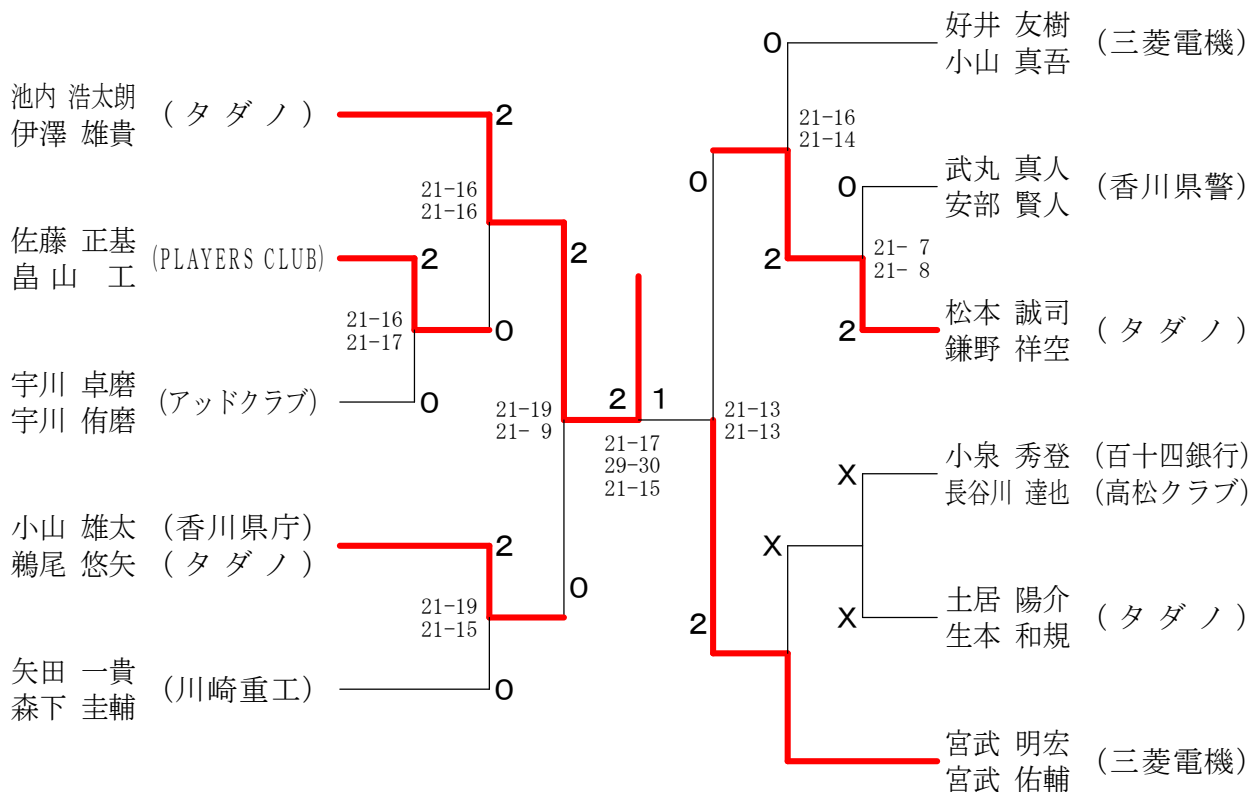 池内 浩太朗
伊澤 雄貴
(タダノ)
2
21-16
21-16
佐藤 正基
畠山 工
(PLAYERS CLUB)
2
0
21-16
21-17
宇川 卓磨
宇川 侑磨
(アッドクラブ)
0
2
21-19
21- 9
小山 雄太 (香川県庁)
鵜尾 悠矢 (タダノ)
2
0
21-19
21-15
矢田 一貴
森下 圭輔
(川崎重工)
0
2 1
21-17
29-30
21-15
好井 友樹
小山 真吾
(三菱電機)
0
21-16
21-14
0
武丸 真人
安部 賢人
(香川県警)
0
21- 7
21- 8
2
松本 誠司
鎌野 祥空
(タダノ)
2
21-13
21-13
小泉 秀登 (百十四銀行)
長谷川 達也 (高松クラブ)
X
X
土居 陽介
生本 和規
(タダノ)
X
2
宮武 明宏
宮武 佑輔
(三菱電機)